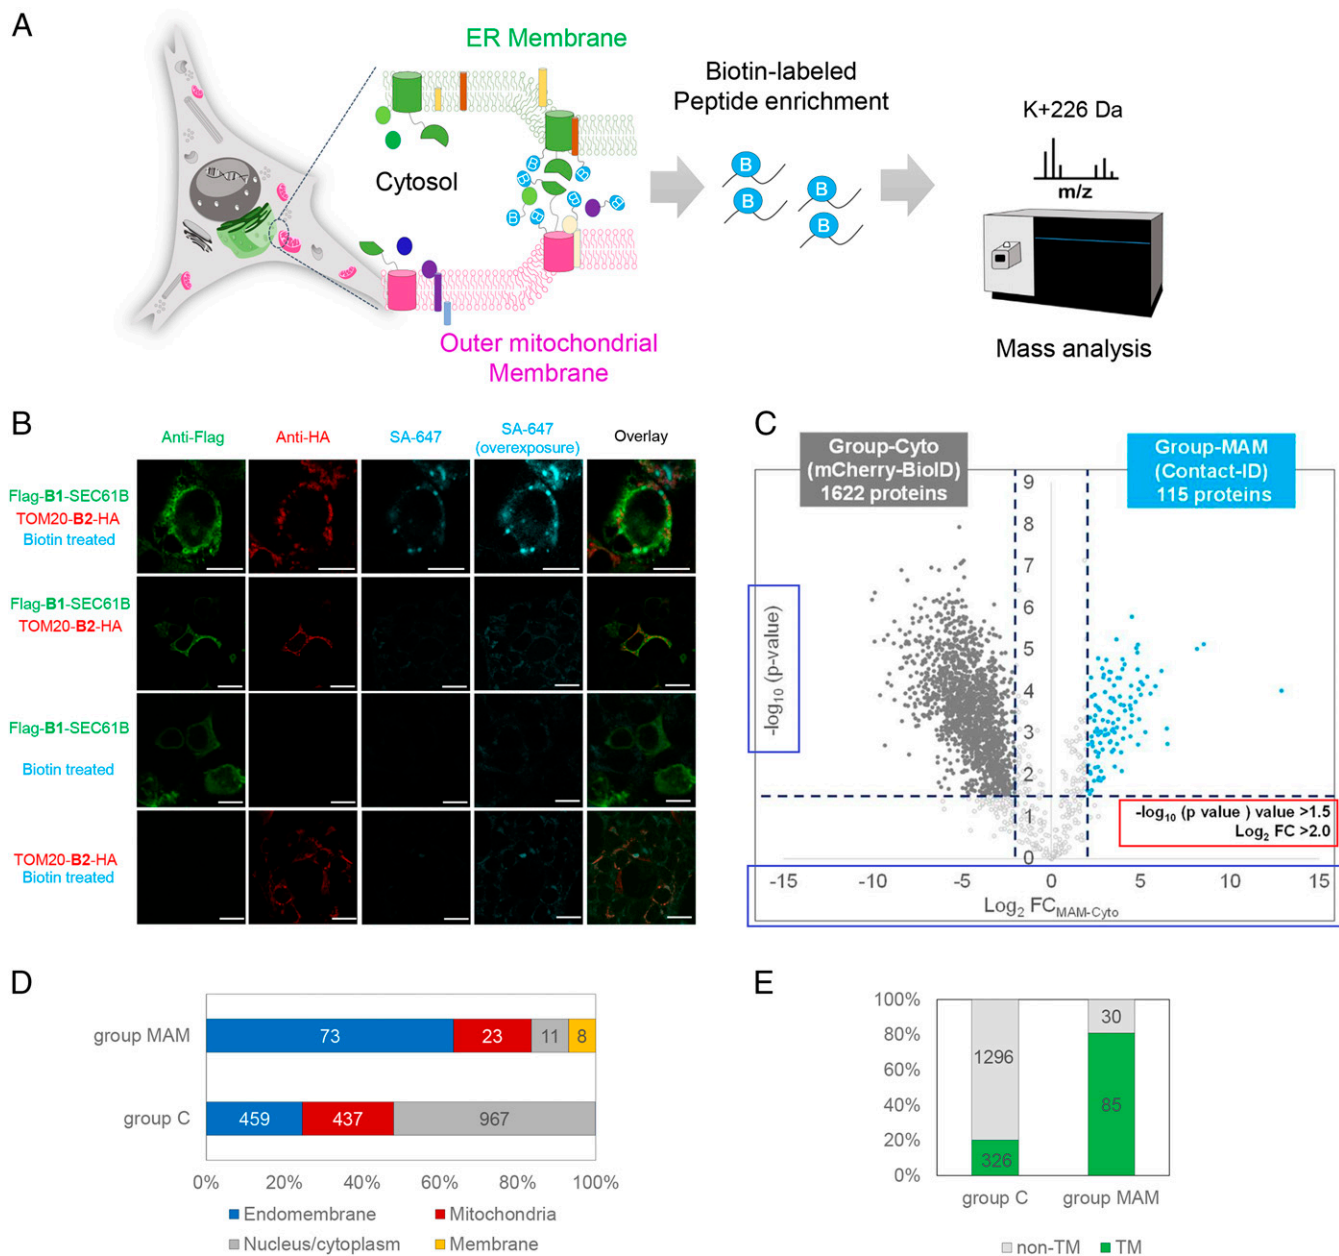 A
ER Membrane
Cytosol
Outer mitochondrial
Membrane
B
B
B
B
B
B
B
B
Biotin-labeled
Peptide enrichment
B
B
B
B
K+226 Da
m/z
Mass analysis
B
Anti-Flag
Anti-HA
SA-647
SA-647
(overexposure)
Overlay
Flag-B1-SEC61B
TOM20-B2-HA
Biotin treated
Flag-B1-SEC61B
TOM20-B2-HA
Flag-B1-SEC61B
Biotin treated
TOM20-B2-HA
Biotin treated
C
Group-Cyto
(mCherry-BioID)
1622 proteins
Group-MAM
(Contact-ID)
115 proteins
9
8
7
6
5
4
3
2
1
0
-log10 (p-value)
-log10 (p value ) value >1.5
Log2 FC >2.0
-15 -10 -5 0 5 10 15
Log2 FCMAM-Cyto
D
group MAM
73 23 11 8
group C
459 437 967
0% 20% 40% 60% 80% 100%
Endomembrane Mitochondria
Nucleus/cytoplasm Membrane
E
100%
80%
60%
40%
20%
0%
1296
326
30
85
group C group MAM
non-TM TM